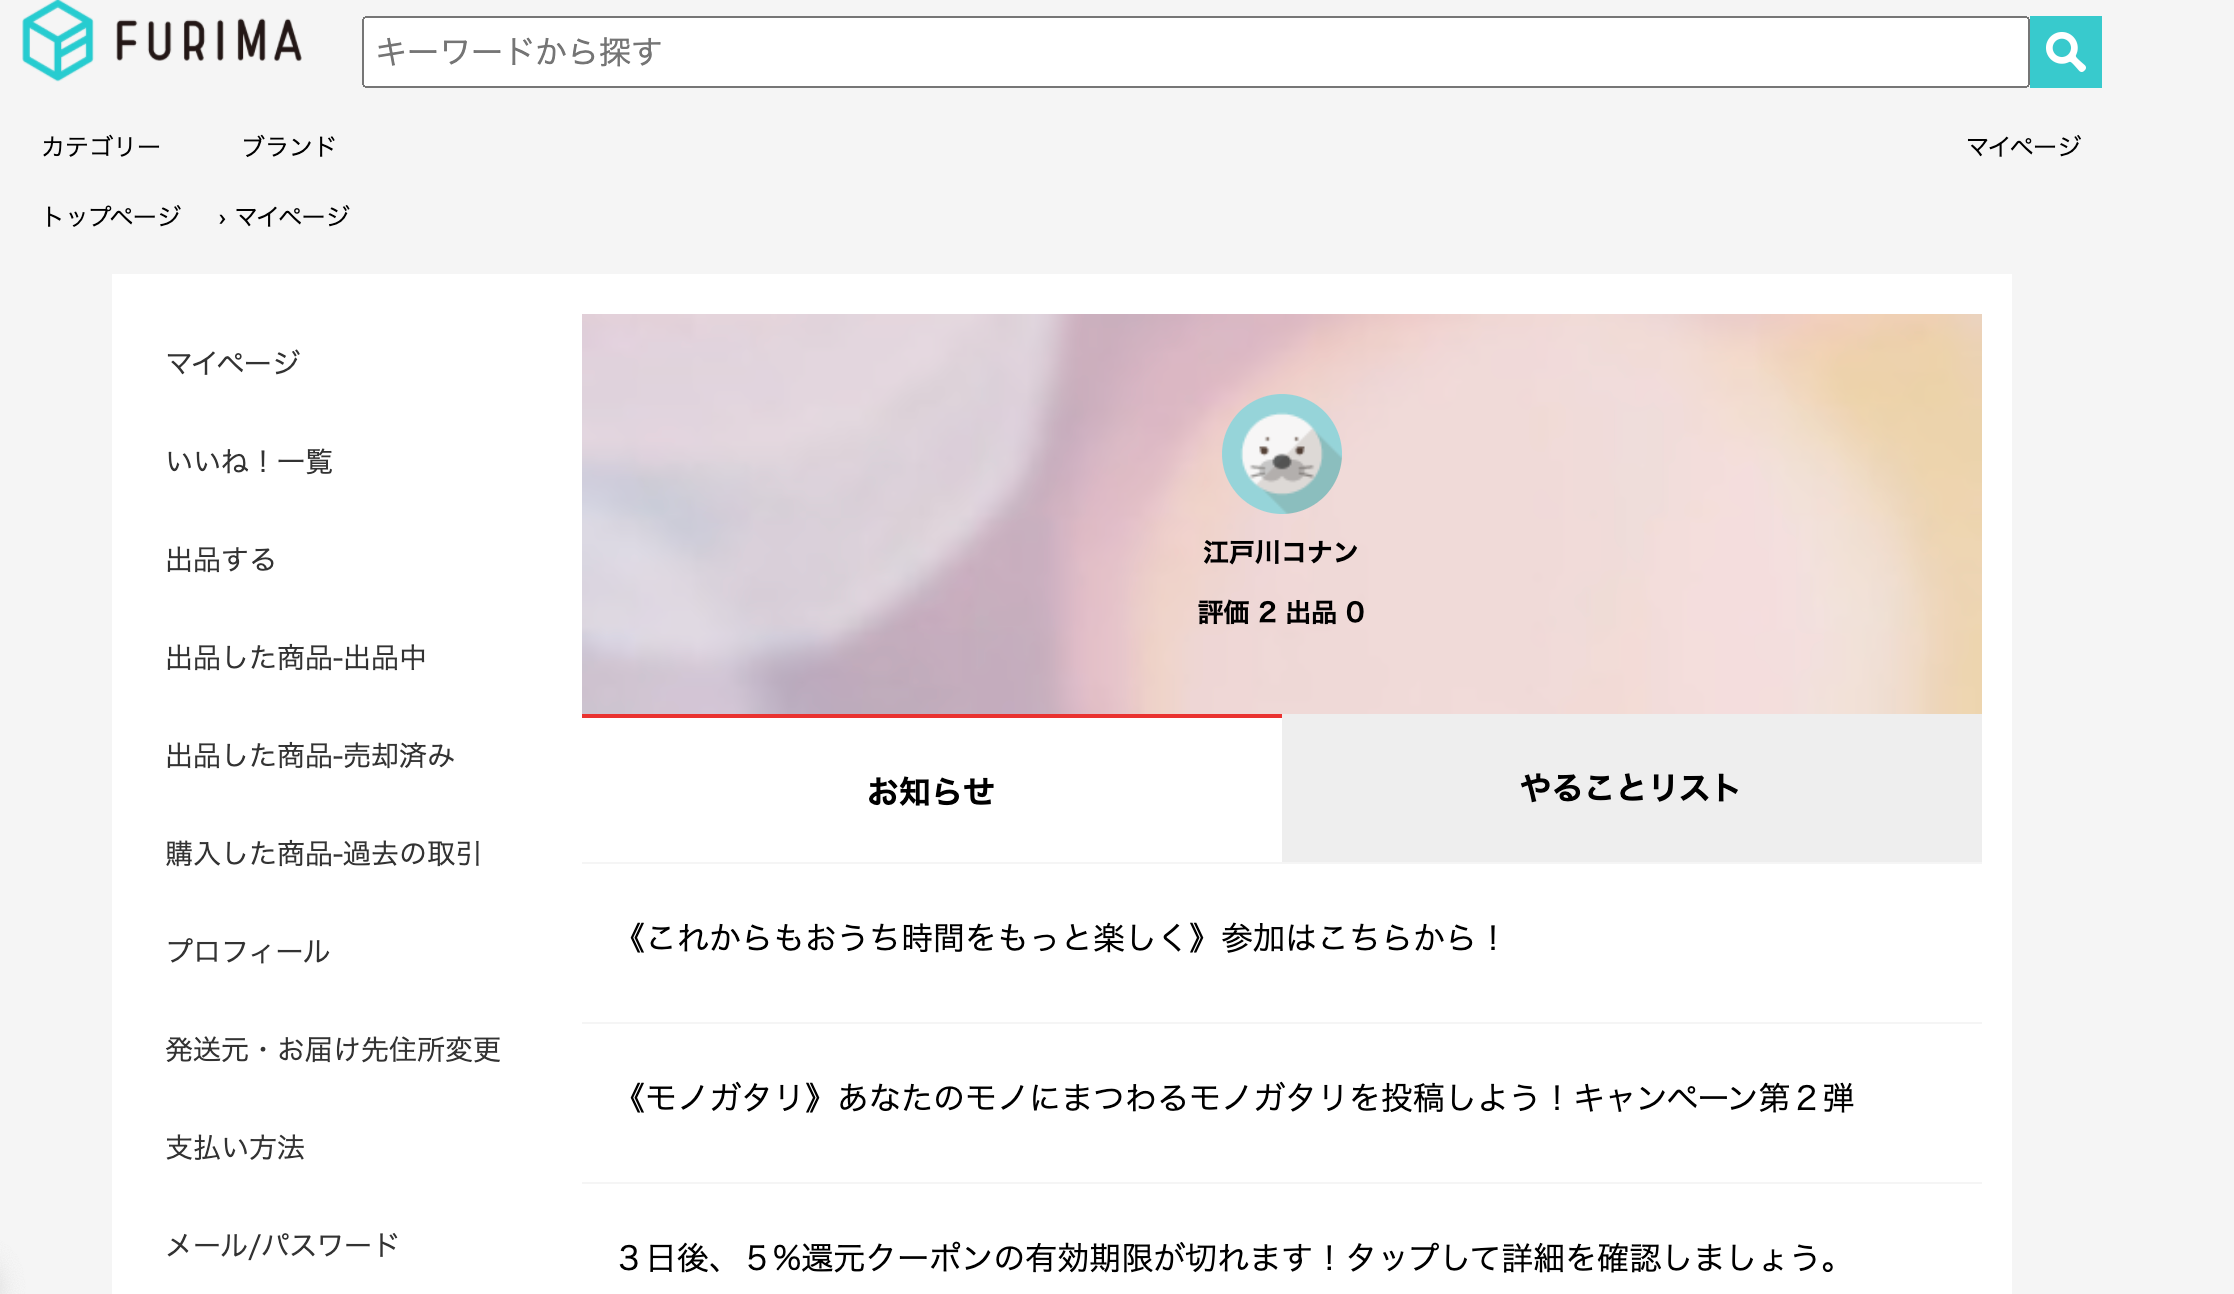 FURIMA
キーワードから探す
カテゴリー ブランド マイページ
トップページ › マイページ
マイページ
いいね！一覧
出品する
出品した商品-出品中
出品した商品-売却済み
購入した商品-過去の取引
プロフィール
発送元・お届け先住所変更
支払い方法
メール/パスワード
江戸川コナン
評価 2 出品 0
お知らせ やることリスト
《これからもおうち時間をもっと楽しく》参加はこちらから！
《モノガタリ》あなたのモノにまつわるモノガタリを投稿しよう！キャンペーン第２弾
３日後、５%還元クーポンの有効期限が切れます！タップして詳細を確認しましょう。